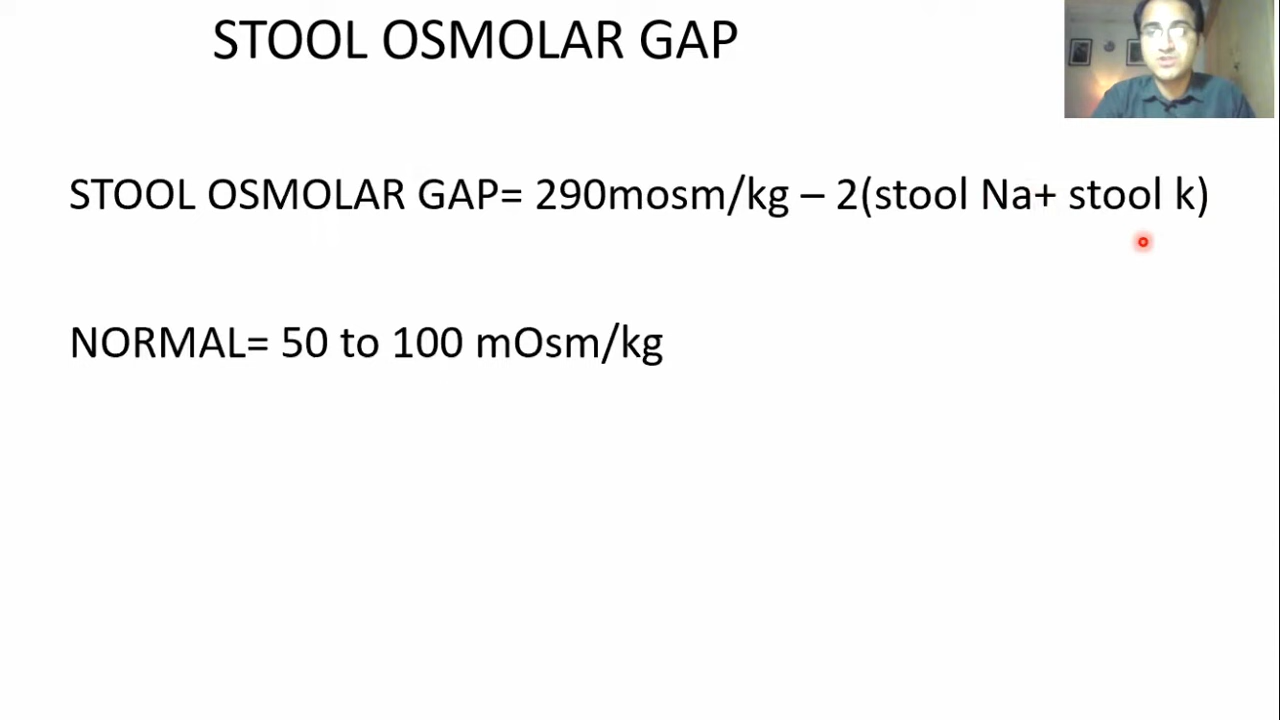 STOOL OSMOLAR GAP
STOOL OSMOLAR GAP= 290mosm/kg – 2(stool Na+ stool k)
NORMAL= 50 to 100 mOsm/kg